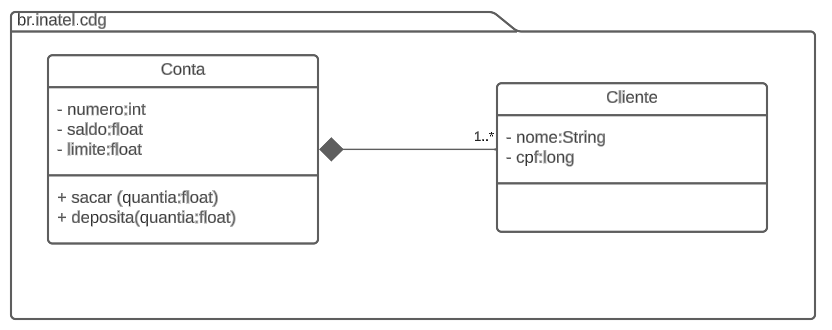 br.inatel.cdg
Conta
- numero:int
- saldo:float
- limite:float
+ sacar (quantia:float)
+ deposita(quantia:float)
1..*
Cliente
- nome:String
- cpf:long